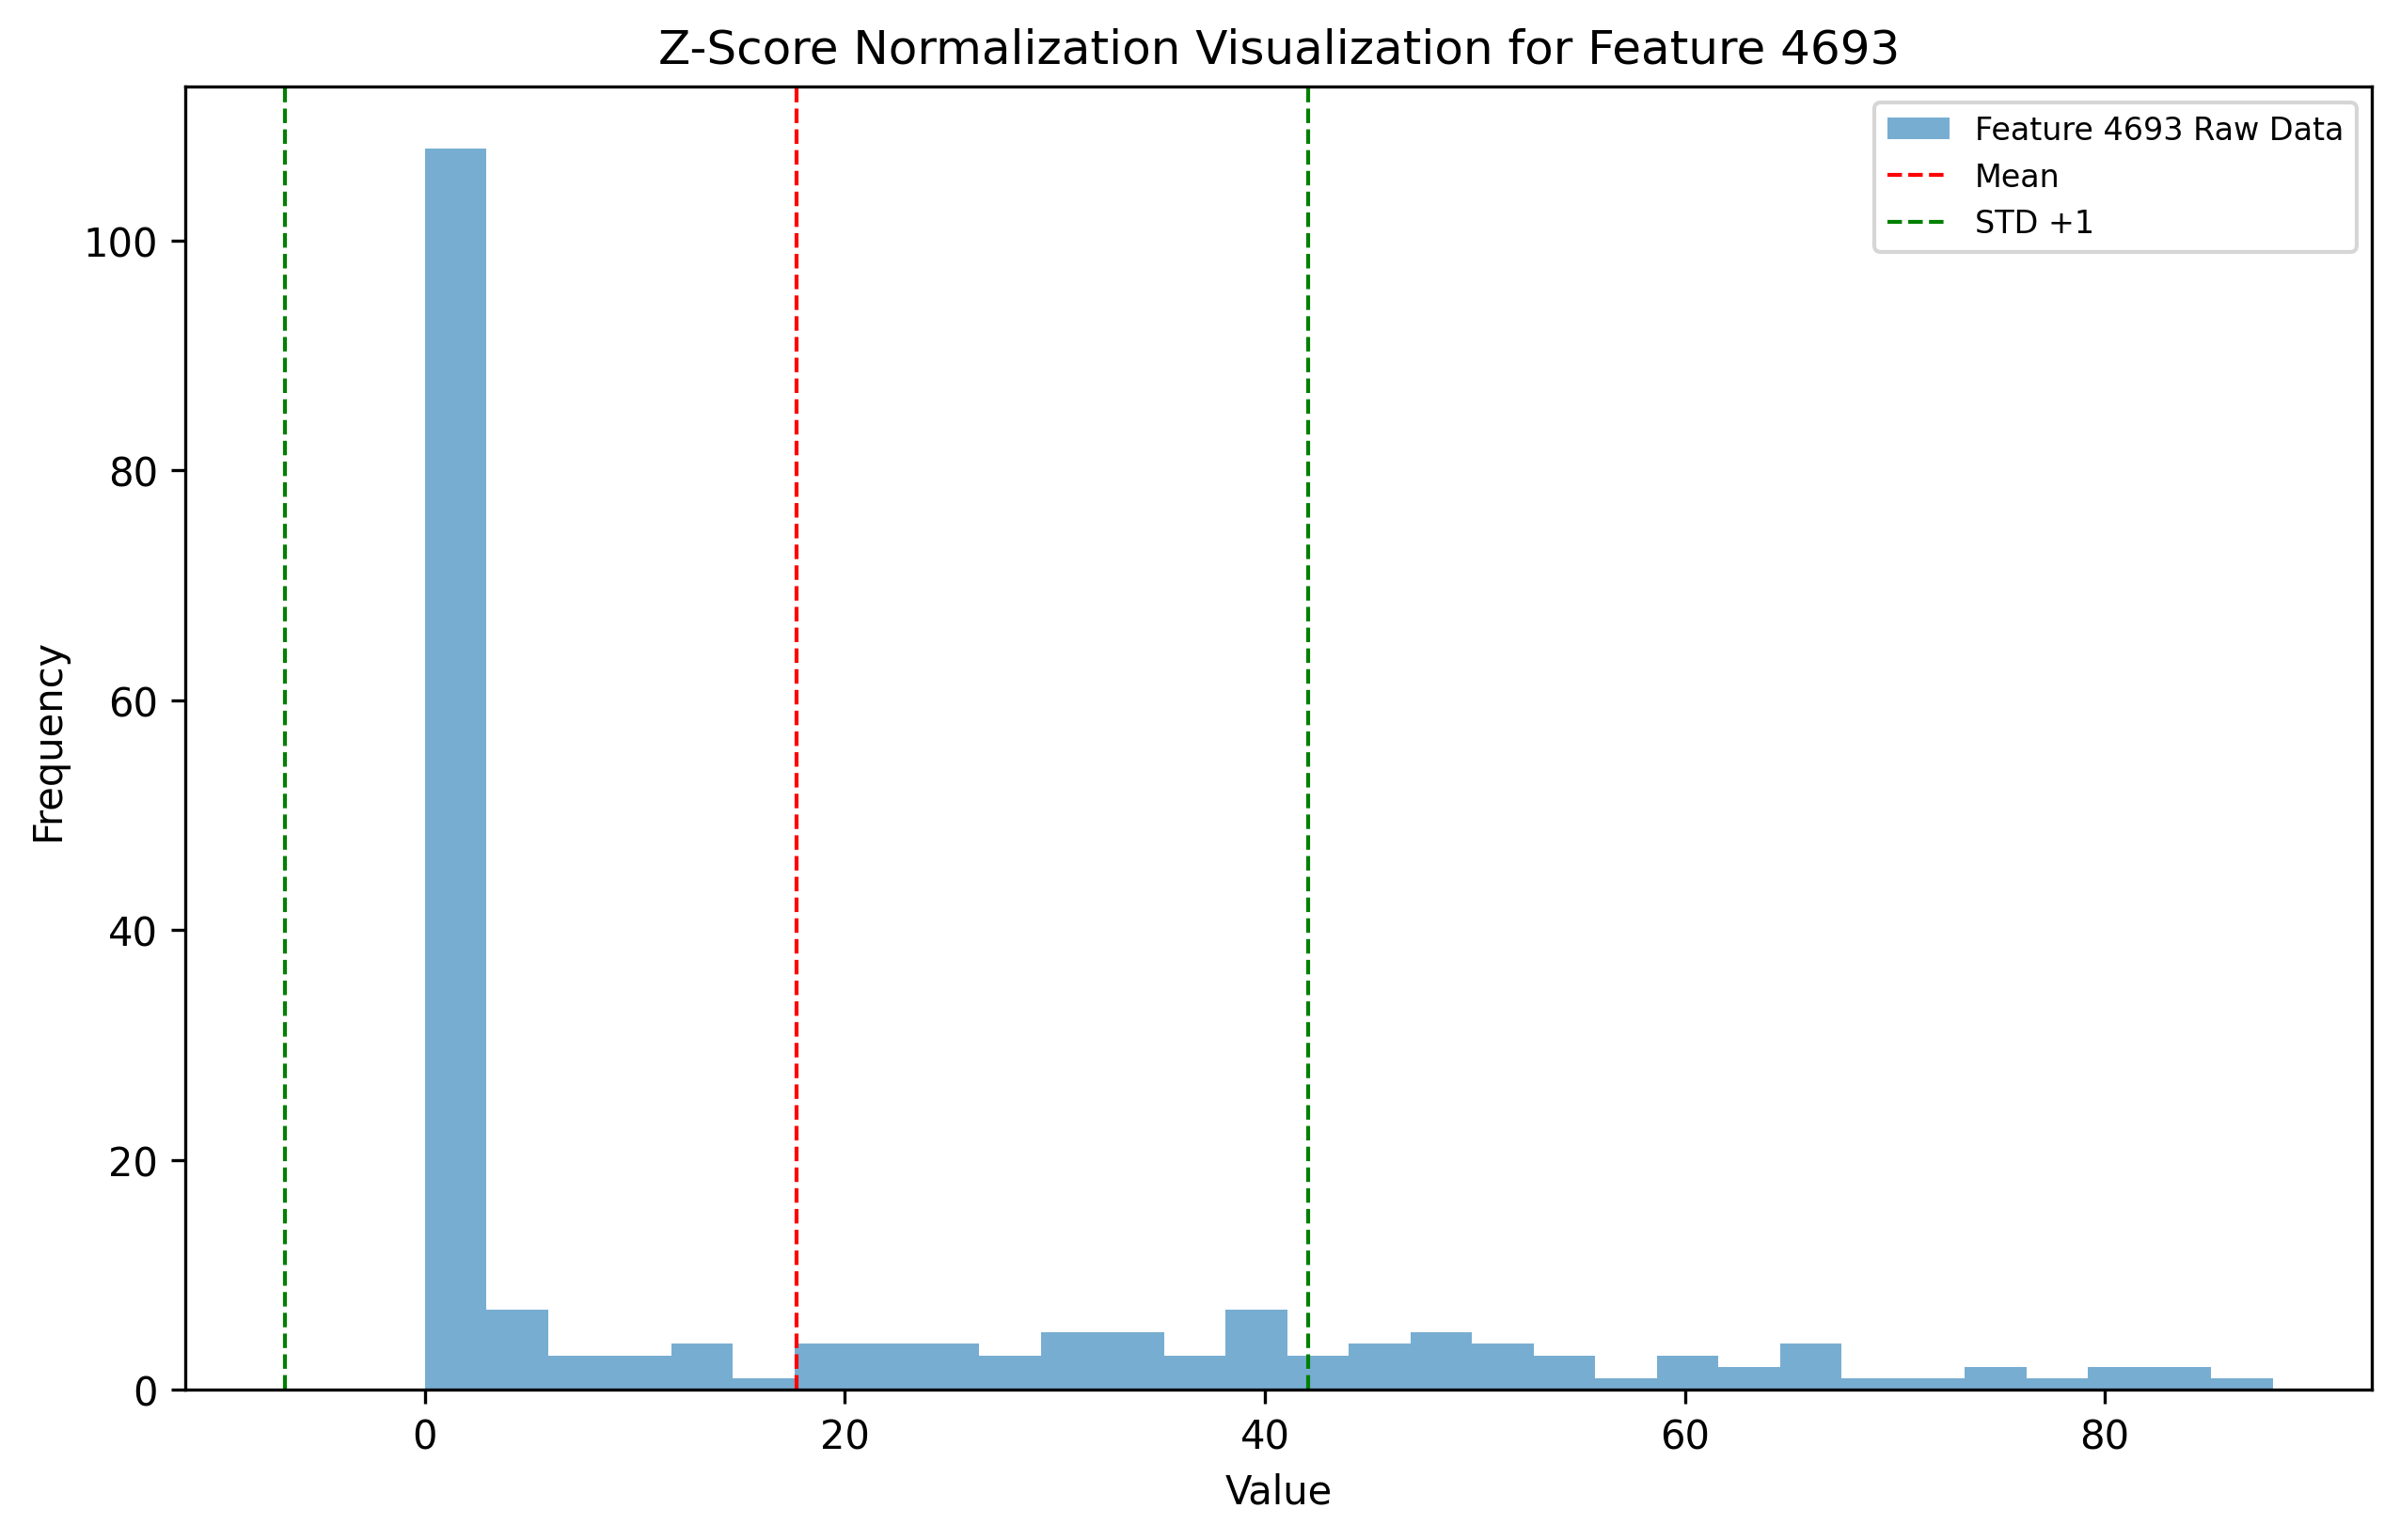 Z-Score Normalization Visualization for Feature 4693
Feature 4693 Raw Data
Mean
STD +1
100
80
60
40
20
0
Frequency
0 20 40 60 80
Value